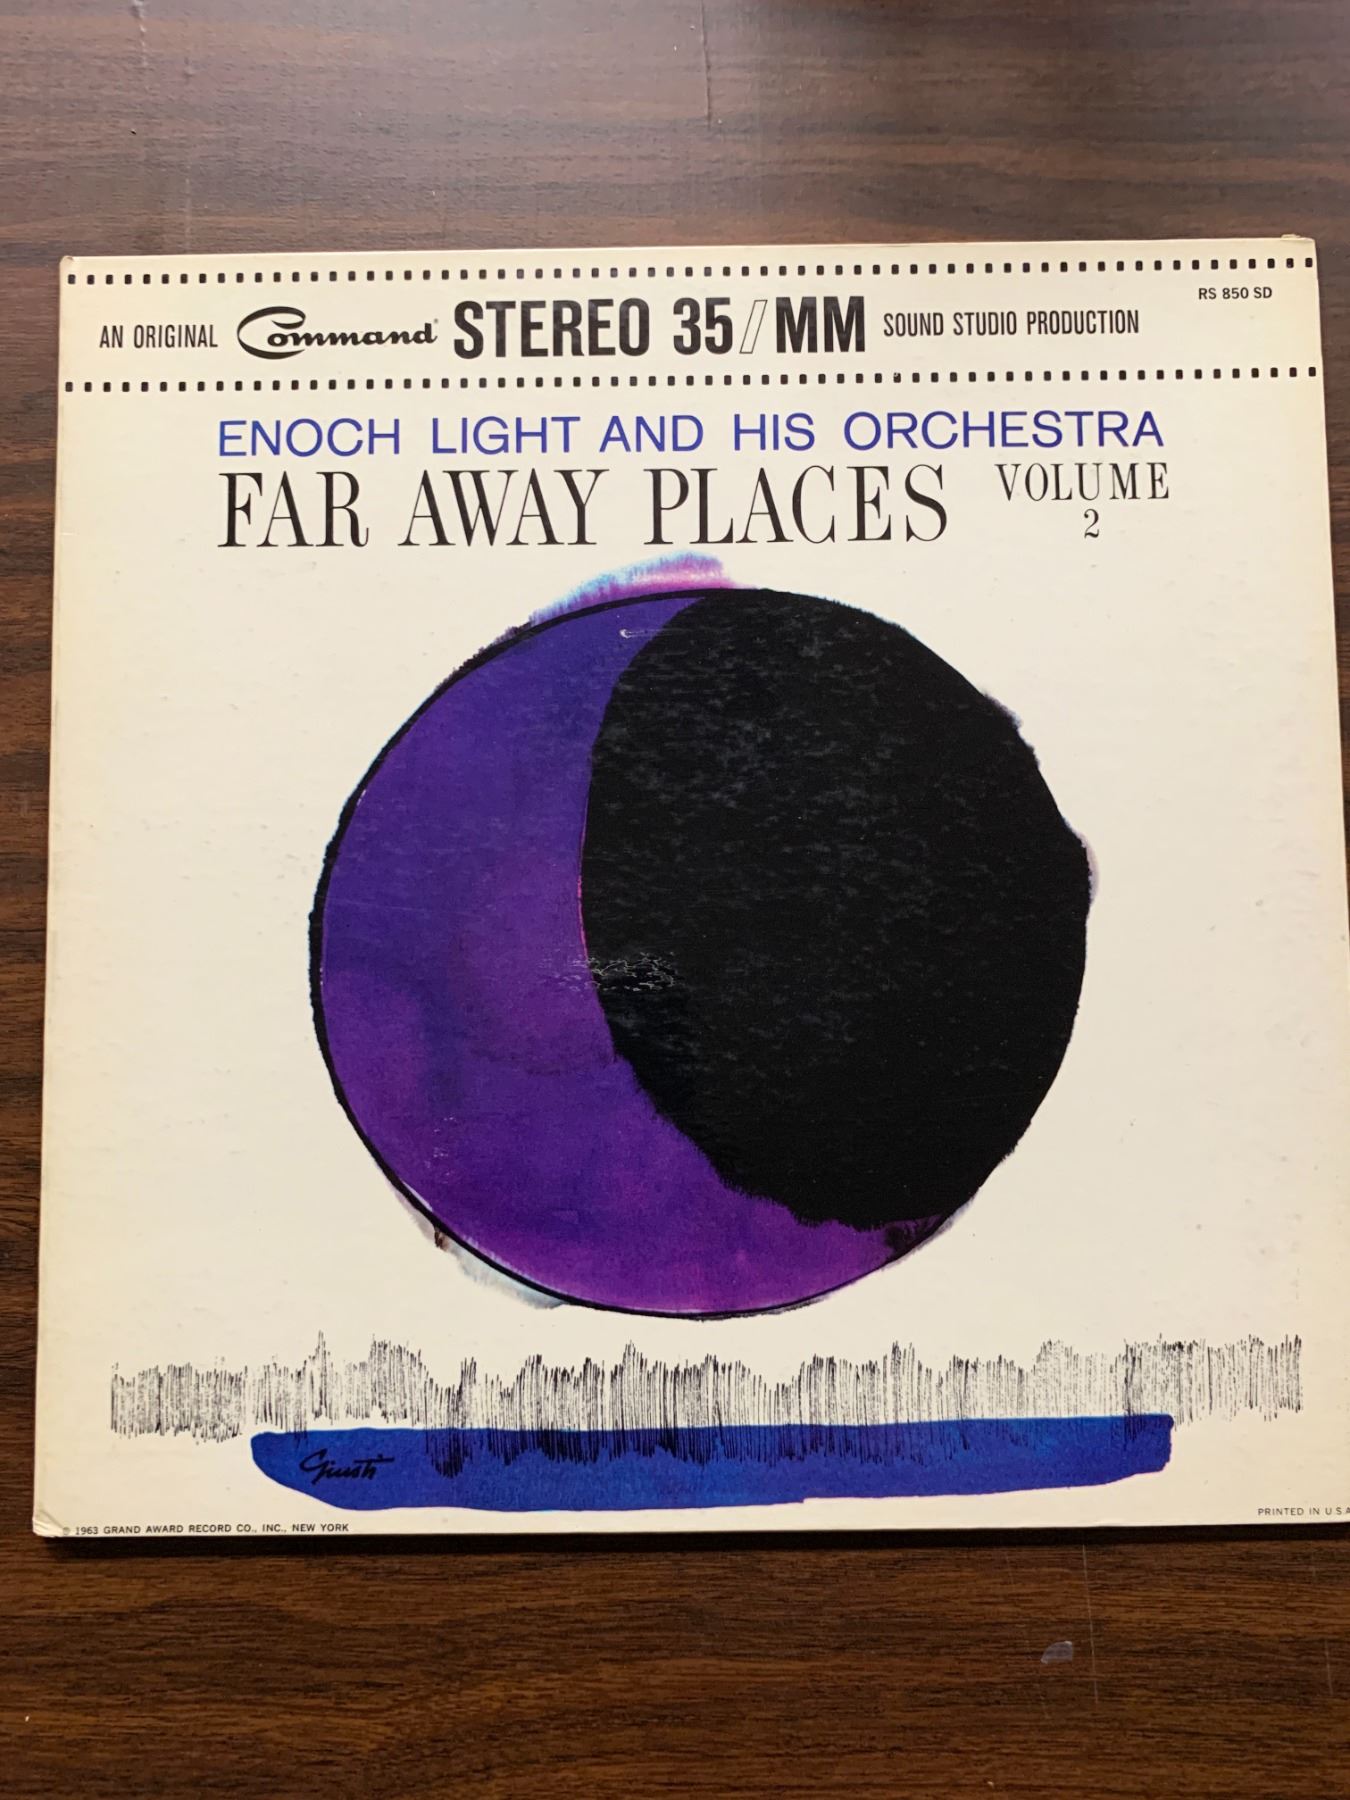 RS 850 SD
AN ORIGINAL Command® STEREO 35/MM SOUND STUDIO PRODUCTION
ENOCH LIGHT AND HIS ORCHESTRA
FAR AWAY PLACES VOLUME 2
Giusti
© 1963 GRAND AWARD RECORD CO., INC., NEW YORK
PRINTED IN U.S.A